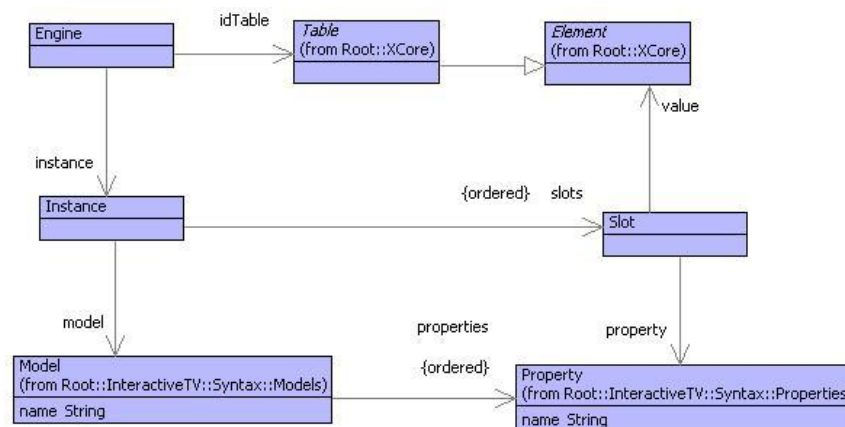 idTable
Engine
Table
(from Root::XCore)
Element
(from Root::XCore)
value
instance
Instance
{ordered} slots
Slot
model
properties
property
{ordered}
Model
(from Root::InteractiveTV::Syntax::Models)
name String
Property
(from Root::InteractiveTV::Syntax::Properties
name String